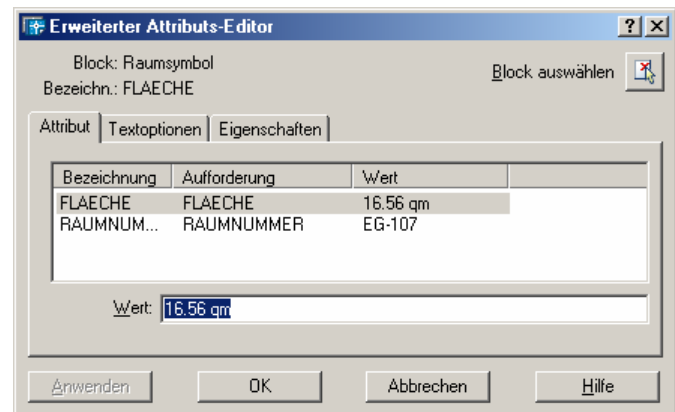 Erweiterter Attributs-Editor
Block: Raumsymbol
Bezeichn.: FLAECHE
Block auswählen
Attribut Textoptionen Eigenschaften
Bezeichnung Aufforderung Wert
FLAECHE FLAECHE 16.56 qm
RAUMNUM... RAUMNUMMER EG-107
Wert: 16.56 qm
Anwenden OK Abbrechen Hilfe